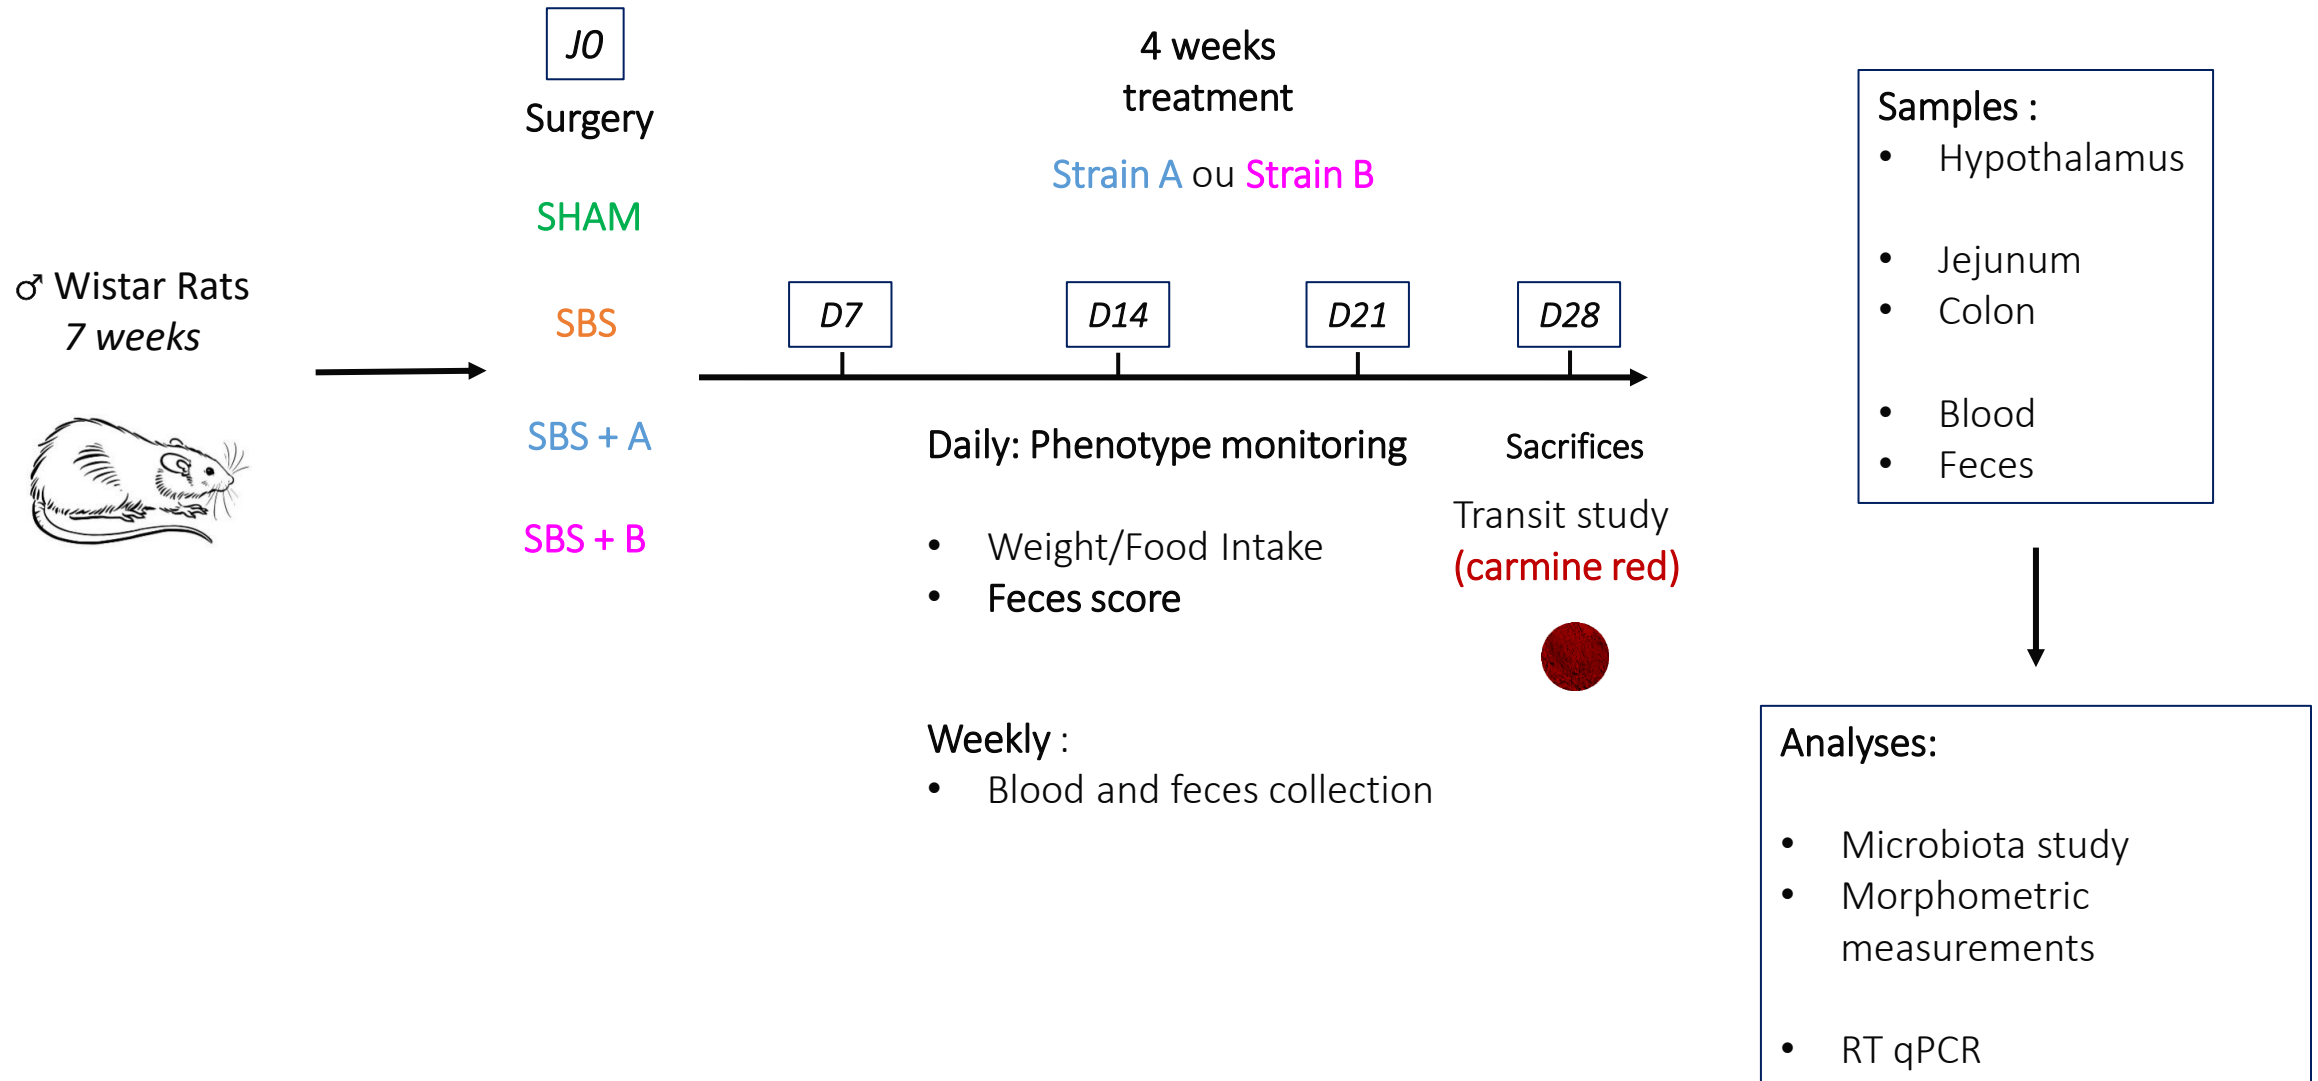 ♂ Wistar Rats
7 weeks
J0
Surgery
SHAM
SBS
SBS + A
SBS + B
4 weeks
treatment
Strain A ou Strain B
D7
D14
D21
D28
Daily: Phenotype monitoring
• Weight/Food Intake
• Feces score
Weekly :
• Blood and feces collection
Sacrifices
Transit study
(carmine red)
Samples :
• Hypothalamus
• Jejunum
• Colon
• Blood
• Feces
Analyses:
• Microbiota study
• Morphometric
measurements
• RT qPCR